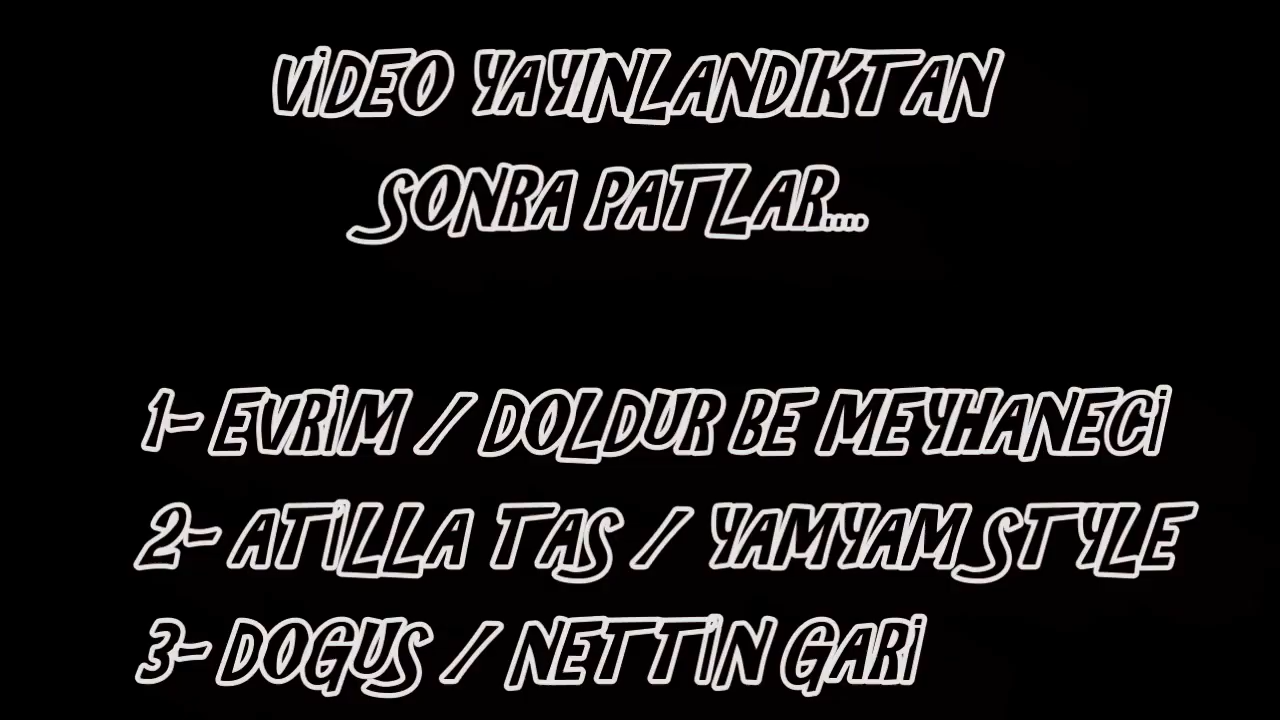 VİDEO YAYINLANDIKTAN
SONRA PATLAR....
1- EVRİM / DOLDUR BE MEYHANECİ
2- ATİLLA TAS / YAMYAM STYLE
3- DOGUS / NETTİN GARİ